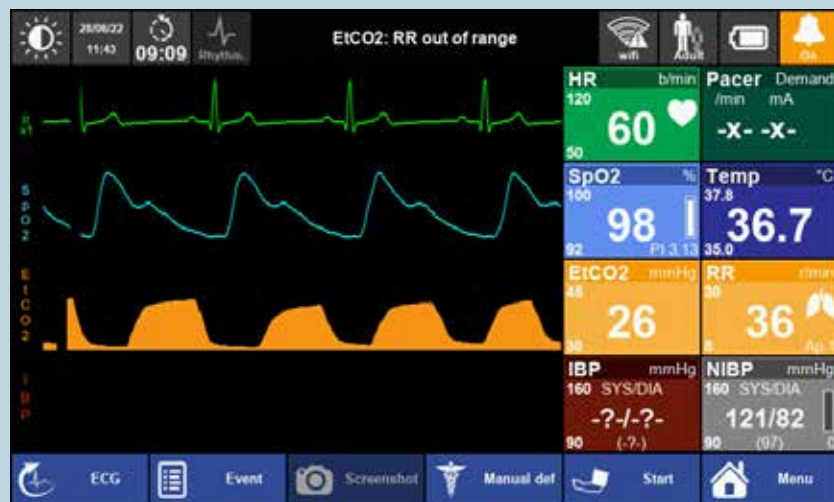 28/06/22
11:43
09:09
Rhythm.
EtCO2: RR out of range
wifi
Adult
On
HR b/min
120
60
50
Pacer Demand
/min mA
-x- -x-
SpO2 %
100
98
92 PI 3.13
Temp °C
37.8
36.7
35.0
EtCO2 mmHg
45
26
30
RR r/min
30
36
8
IBP mmHg
160 SYS/DIA
-?-/-?-
90 (-?-)
NIBP mmHg
160 SYS/DIA
121/82
90 (97)
SpO2
EtCO2
IBP
ECG
Event
Screenshot
Manual def
Start
Menu